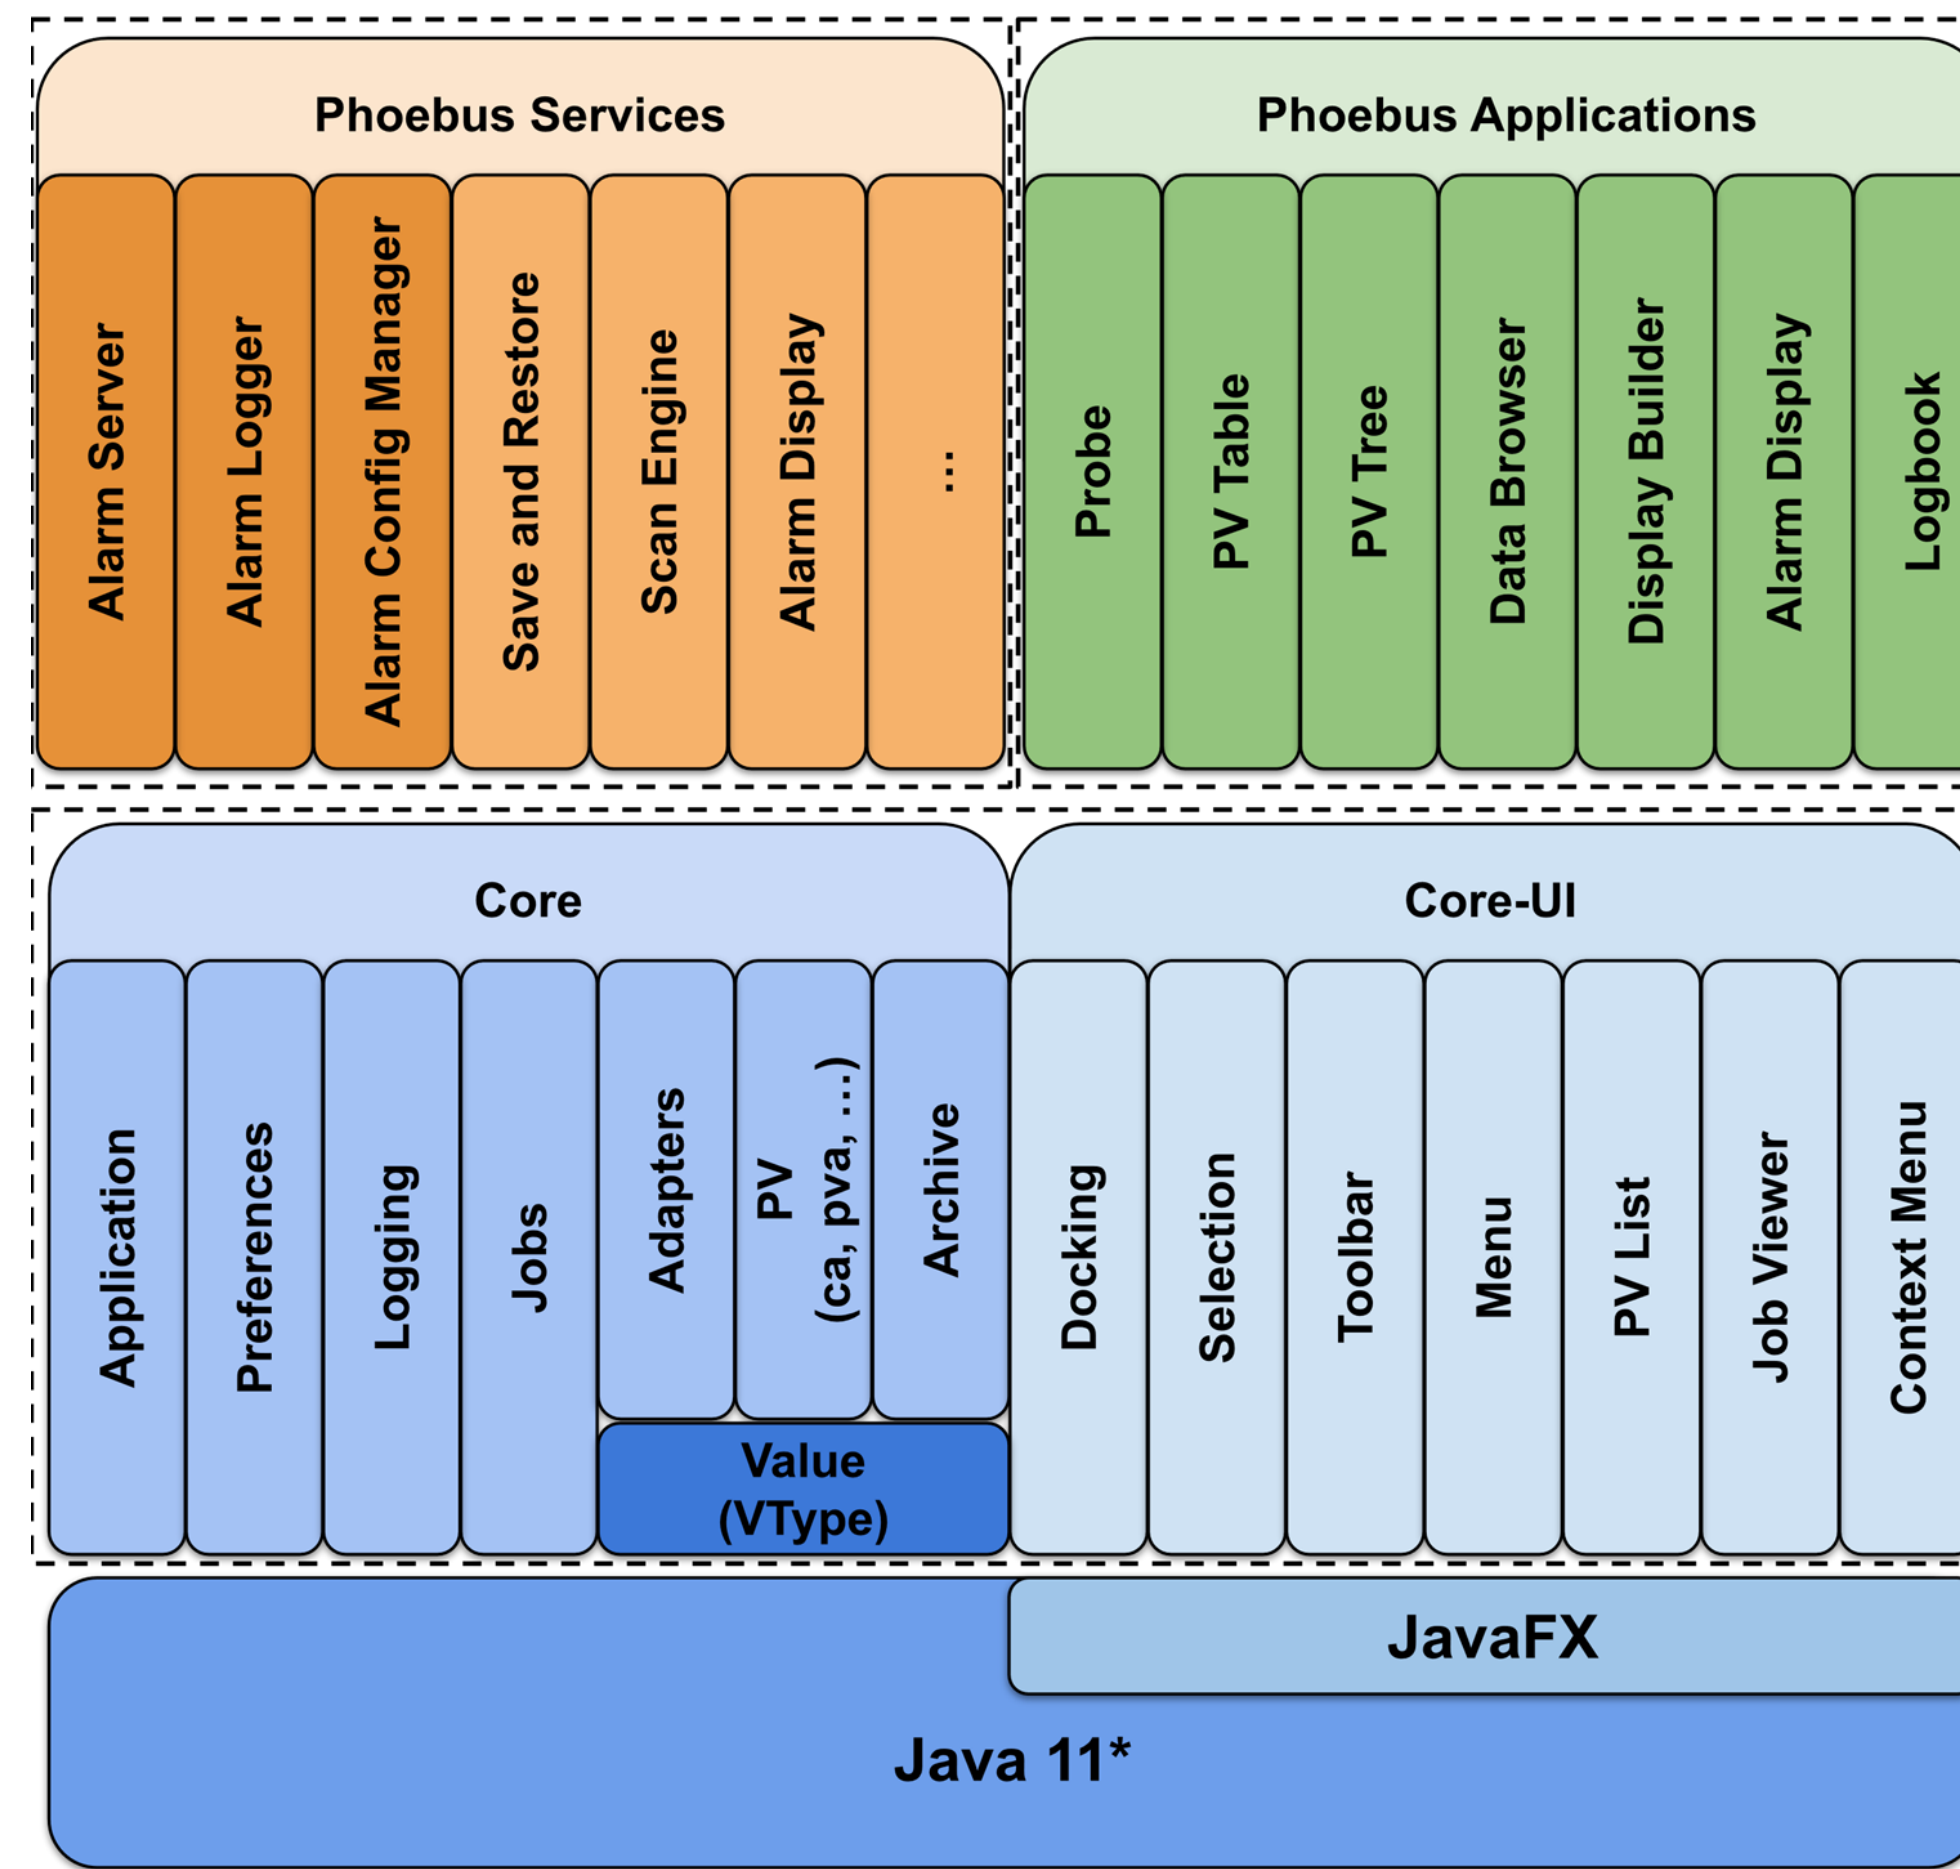 Phoebus Services
Alarm Server
Alarm Logger
Alarm Config Manager
Save and Restore
Scan Engine
Alarm Display
...
Phoebus Applications
Probe
PV Table
PV Tree
Data Browser
Display Builder
Alarm Display
Logbook
Core
Application
Preferences
Logging
Jobs
Adapters
PV
(ca, pva, ...)
Archive
Value
(VType)
Core-UI
Docking
Selection
Toolbar
Menu
PV List
Job Viewer
Context Menu
JavaFX
Java 11*